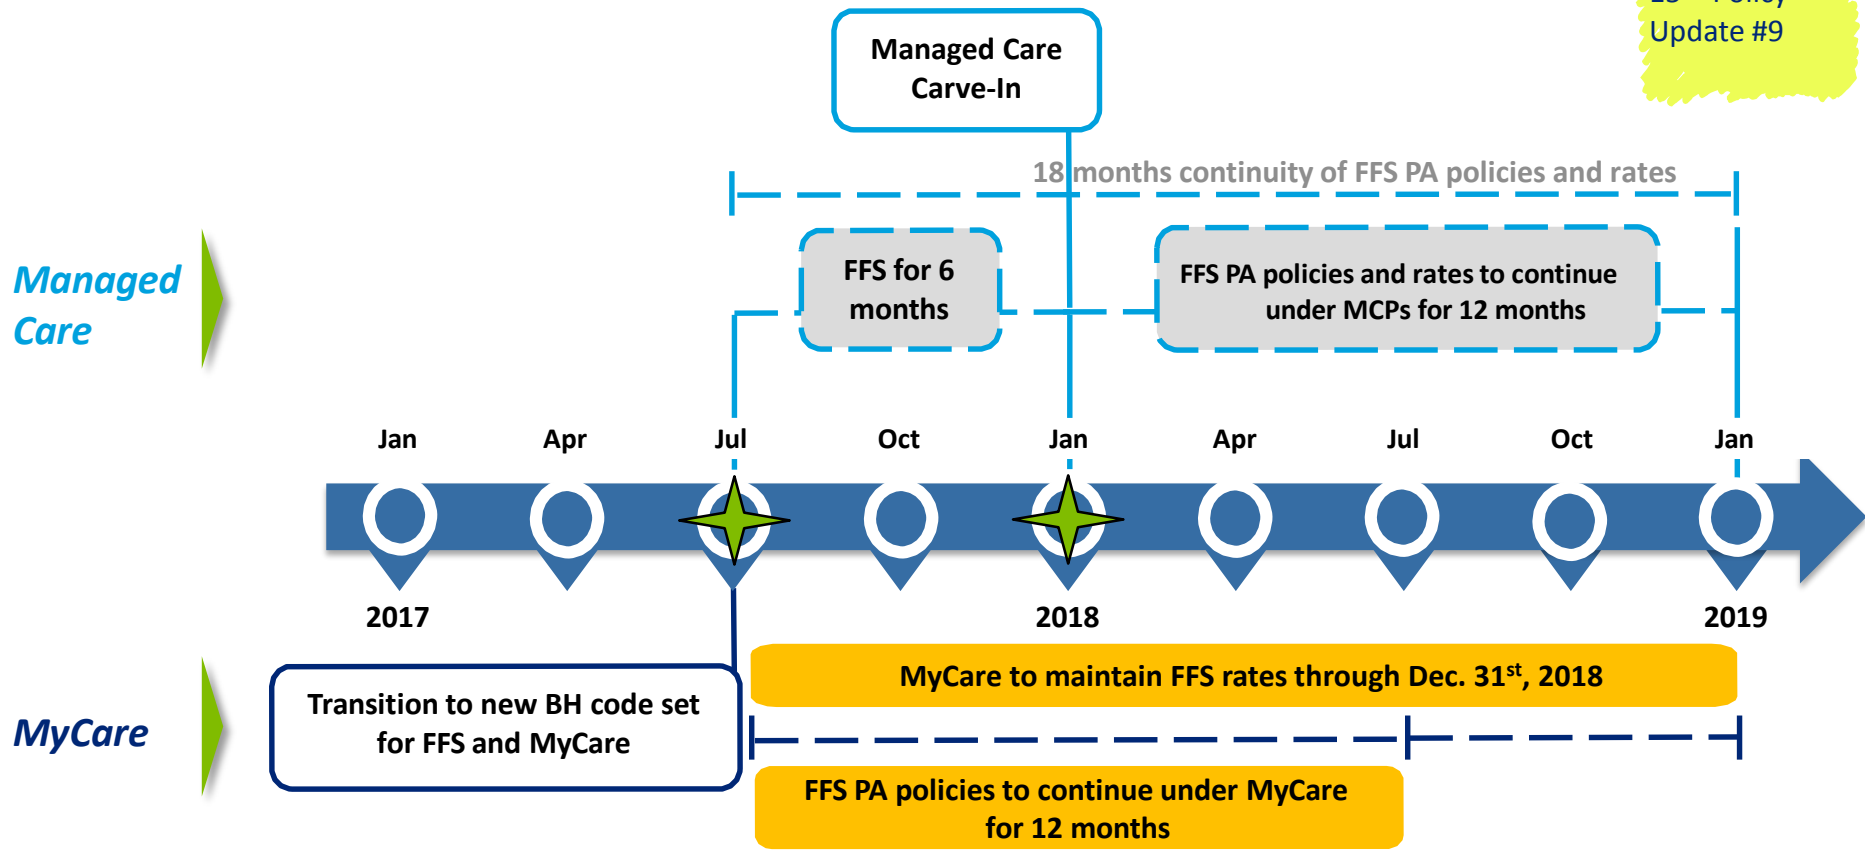 Policy
Update #9
Managed Care
Carve-In
18 months continuity of FFS PA policies and rates
Managed
Care
FFS for 6
months
FFS PA policies and rates to continue
under MCPs for 12 months
Jan Apr Jul Oct Jan Apr Jul Oct Jan
2017 2018 2019
MyCare
Transition to new BH code set
for FFS and MyCare
MyCare to maintain FFS rates through Dec. 31st, 2018
FFS PA policies to continue under MyCare
for 12 months